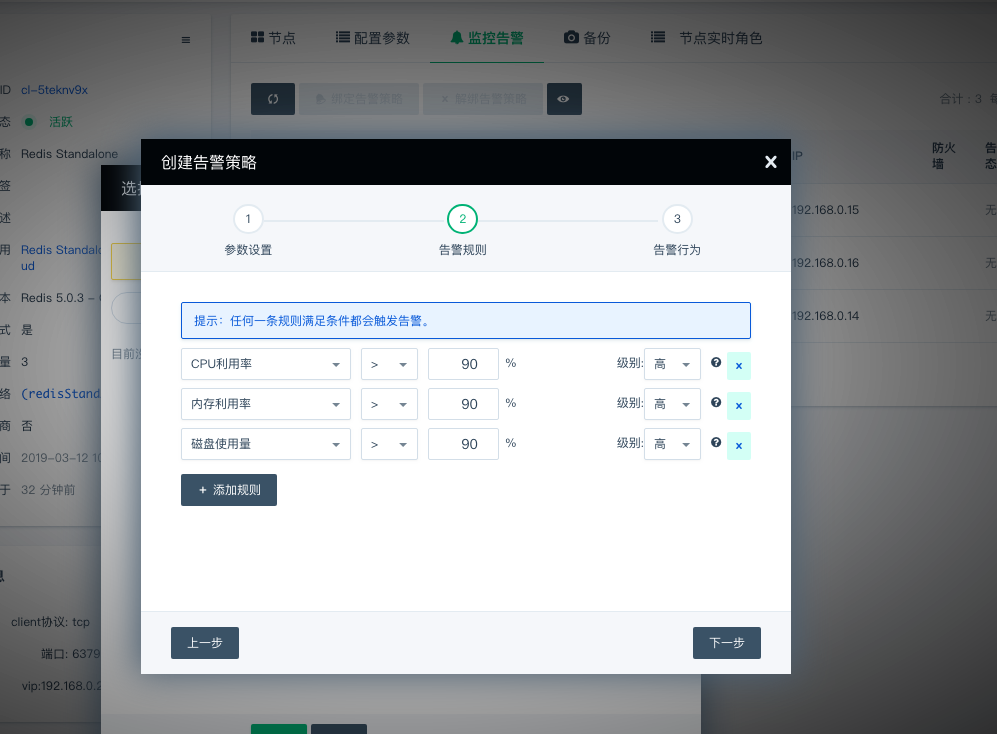 节点
配置参数
监控告警
备份
节点实时角色
ID cl-5teknv9x
绑定告警策略
× 解绑告警策略
合计:3
态 活跃
称 Redis Standalone
签
述
用 Redis Standalo
ud
本 Redis 5.0.3 -
式 是
量 3
络 (redisStand
商 否
间 2019-03-12 10
于 32 分钟前
息
client协议: tcp
端口: 6379
vip:192.168.0.2
IP
防火
墙
告
态
192.168.0.15
无
192.168.0.16
无
192.168.0.14
无
选择
目前没
创建告警策略
×
1
2
3
参数设置
告警规则
告警行为
提示：任何一条规则满足条件都会触发告警。
CPU利用率 > 90 % 级别: 高 ? x
内存利用率 > 90 % 级别: 高 ? x
磁盘使用量 > 90 % 级别: 高 ? x
+ 添加规则
上一步
下一步